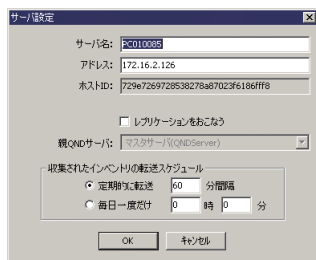 サーバ設定
サーバ名: PC010085
アドレス: 172.16.2.126
ホストID: 729e7269728538278a87023f6186fff8
レプリケーションをおこなう
親QNDサーバ: マスタサーバ(QNDServer)
収集されたインベントリの転送スケジュール
定期的に転送 60 分間隔
毎日一度だけ 0 時 0 分
OK キャンセル